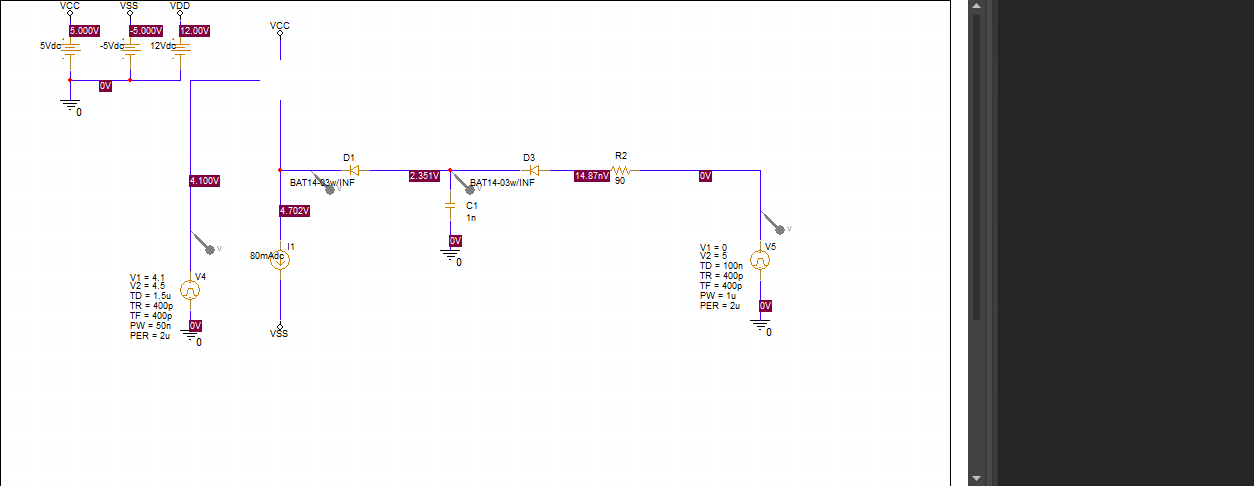 VCC
VSS
VDD
5.000V
-5.000V
12.00V
5Vdc
-5Vdc
12Vdc
0V
0
VCC
D1
D3
R2
BAT14-03w/INF
2.351V
BAT14-03w/INF
14.87nV
90
0V
4.100V
V
V
4.702V
C1
1n
V
V
0V
0
I1
80mAdc
V4
V1 = 4.1
V2 = 4.5
TD = 1.5u
TR = 400p
TF = 400p
PW = 50n
PER = 2u
0V
0
VSS
V5
V1 = 0
V2 = 5
TD = 100n
TR = 400p
TF = 400p
PW = 1u
PER = 2u
0V
0